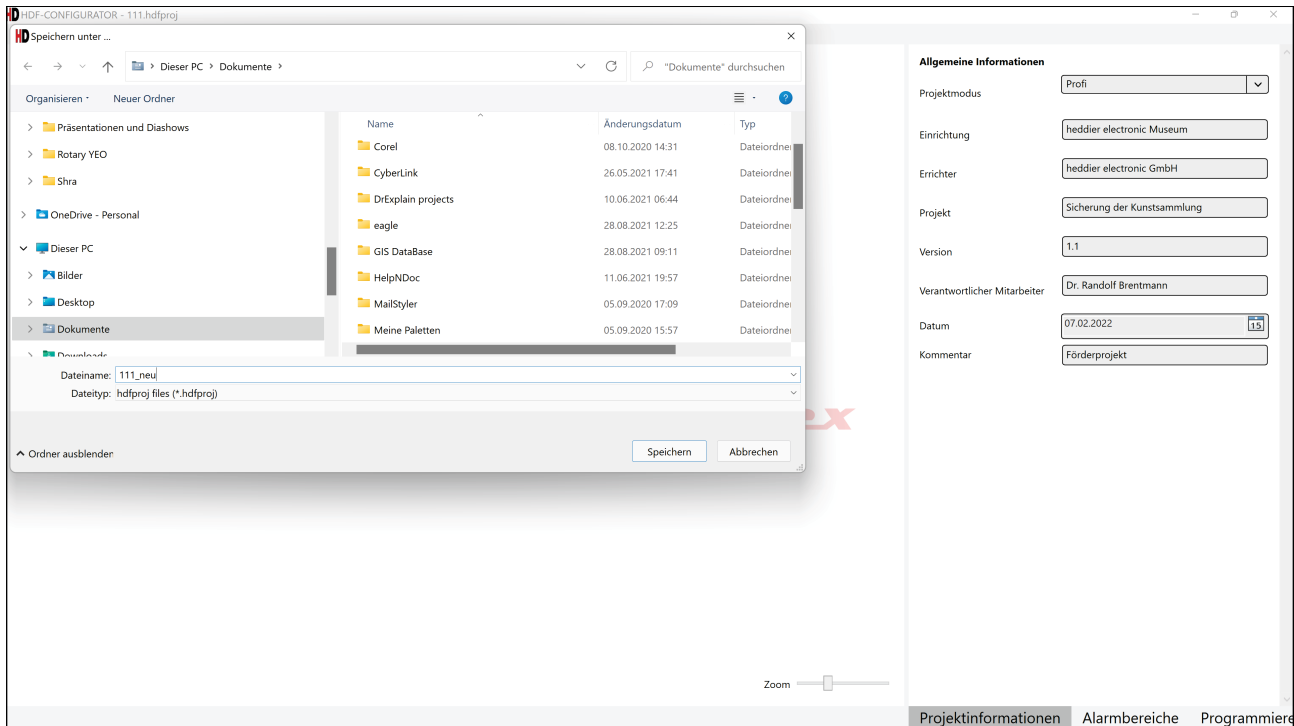 HD HDF-CONFIGURATOR - 111.hdfproj
HD Speichern unter ...
Dieser PC > Dokumente >
"Dokumente" durchsuchen
Organisieren
Neuer Ordner
?
Präsentationen und Diashows
Rotary YEO
Shra
OneDrive - Personal
Dieser PC
Bilder
Desktop
Dokumente
Downloads
Name Änderungsdatum Typ
Corel 08.10.2020 14:31 Dateiordner
CyberLink 26.05.2021 17:41 Dateiordner
DrExplain projects 10.06.2021 06:44 Dateiordner
eagle 28.08.2021 12:25 Dateiordner
GIS DataBase 28.08.2021 09:11 Dateiordner
HelpNDoc 11.06.2021 19:57 Dateiordner
MailStyler 05.09.2020 17:09 Dateiordner
Meine Paletten 05.09.2020 15:57 Dateiordner
Dateiname: 111_neu
Dateityp: hdfproj files (*.hdfproj)
Ordner ausblenden
Speichern
Abbrechen
ex
Zoom
Allgemeine Informationen
Projektmodus Profi
Einrichtung heddier electronic Museum
Errichter heddier electronic GmbH
Projekt Sicherung der Kunstsammlung
Version 1.1
Verantwortlicher Mitarbeiter Dr. Randolf Brentmann
Datum 07.02.2022 15
Kommentar Förderprojekt
Projektinformationen Alarmbereiche Programmiere